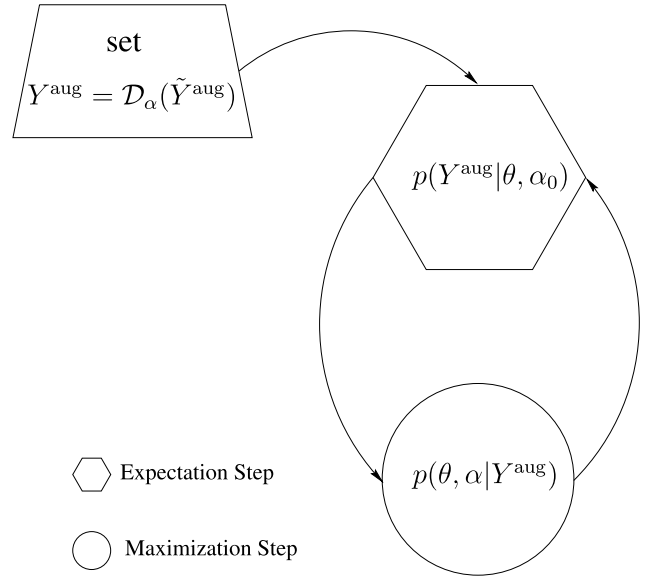 set
Y^aug = 𝒟_α(Ỹ^aug)
p(Y^aug|θ, α_0)
p(θ, α|Y^aug)
Expectation Step
Maximization Step